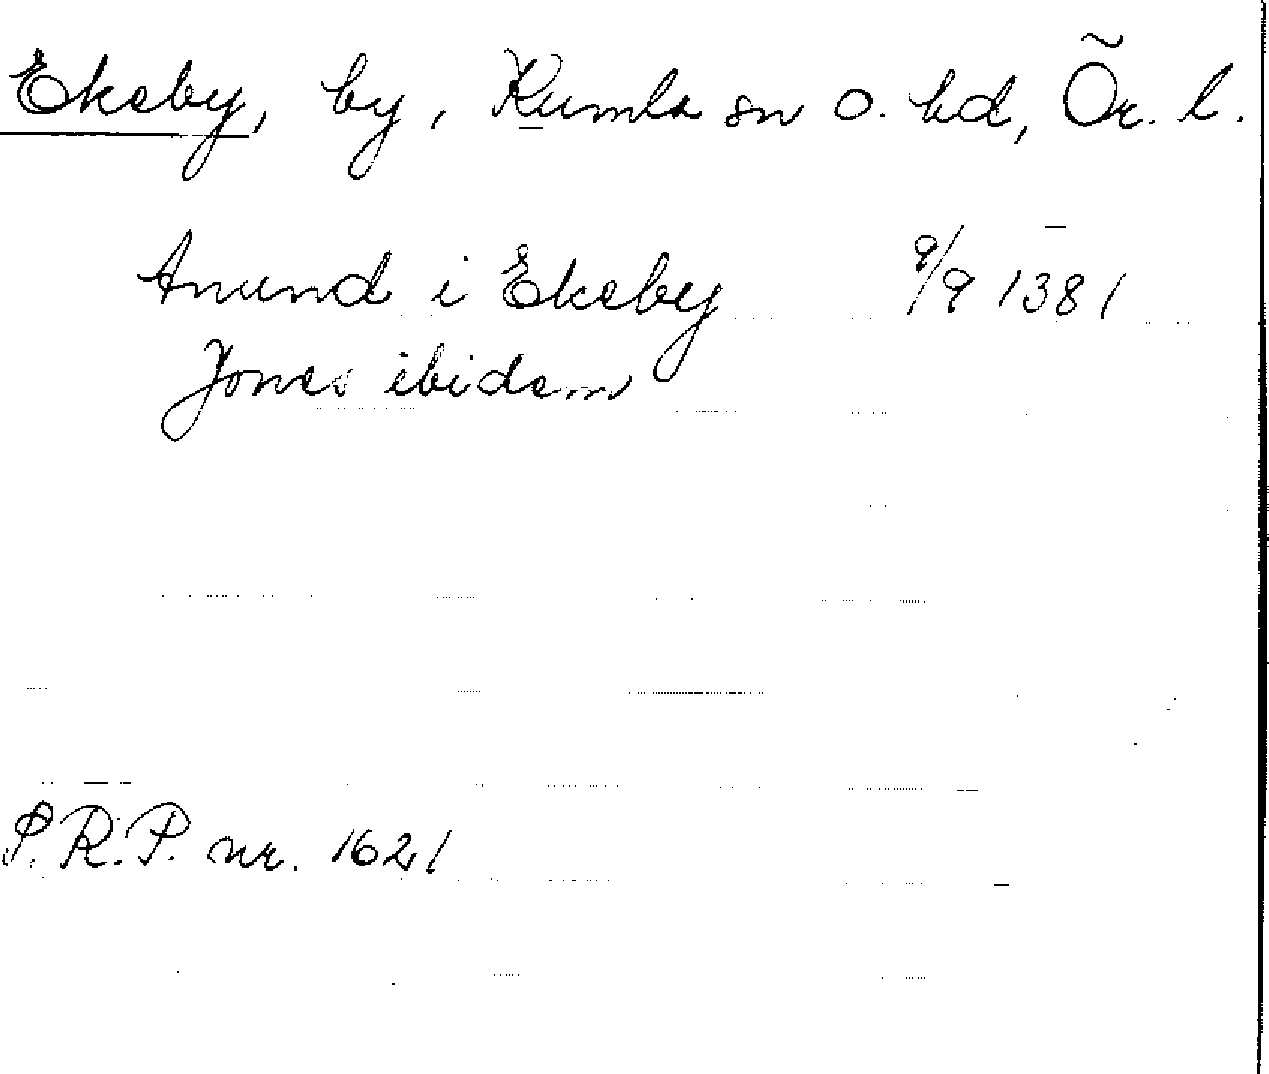 Ekeby, by, Kumla sn o. hd, Ör. l.
Anund i Ekeby 9/9 1381
Jones ibidem
P.R.P. nr. 1621